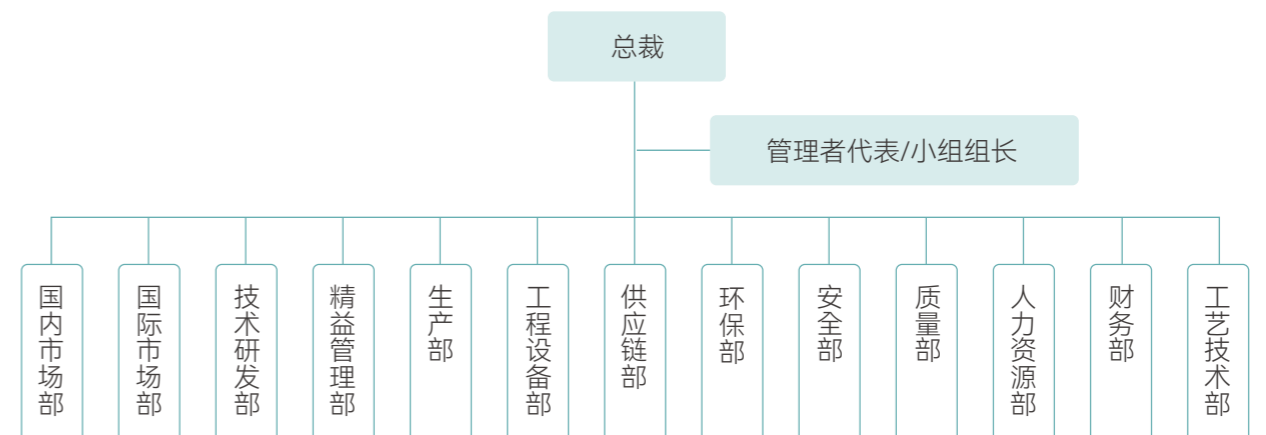 总裁
管理者代表/小组组长
国内市场部
国际市场部
技术研发部
精益管理部
生产部
工程设备部
供应链部
环保部
安全部
质量部
人力资源部
财务部
工艺技术部